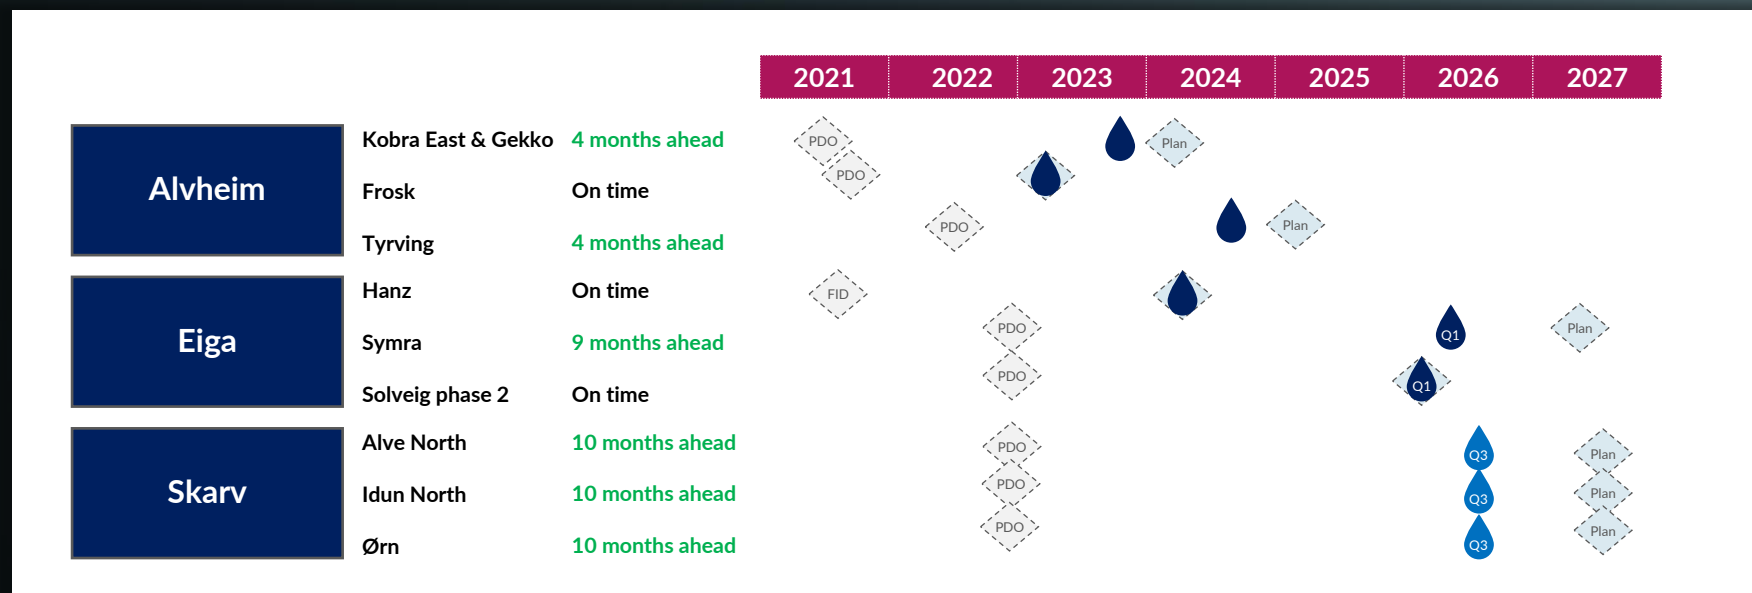 2021 2022 2023 2024 2025 2026 2027
Alvheim
Kobra East & Gekko 4 months ahead PDO Plan
Frosk On time PDO
Tyrving 4 months ahead PDO Plan
Eiga
Hanz On time FID
Symra 9 months ahead PDO Q1 Plan
Solveig phase 2 On time PDO Q1
Skarv
Alve North 10 months ahead PDO Q3 Plan
Idun North 10 months ahead PDO Q3 Plan
Ørn 10 months ahead PDO Q3 Plan